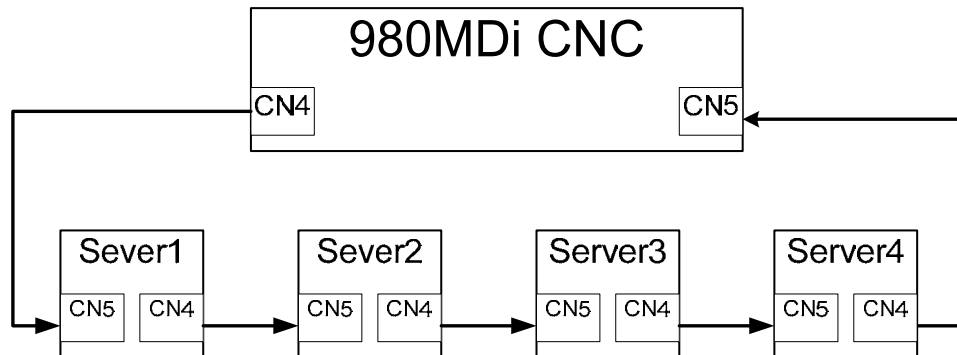 980MDi CNC
CN4 CN5
Sever1 Sever2 Server3 Server4
CN5 CN4 CN5 CN4 CN5 CN4 CN5 CN4